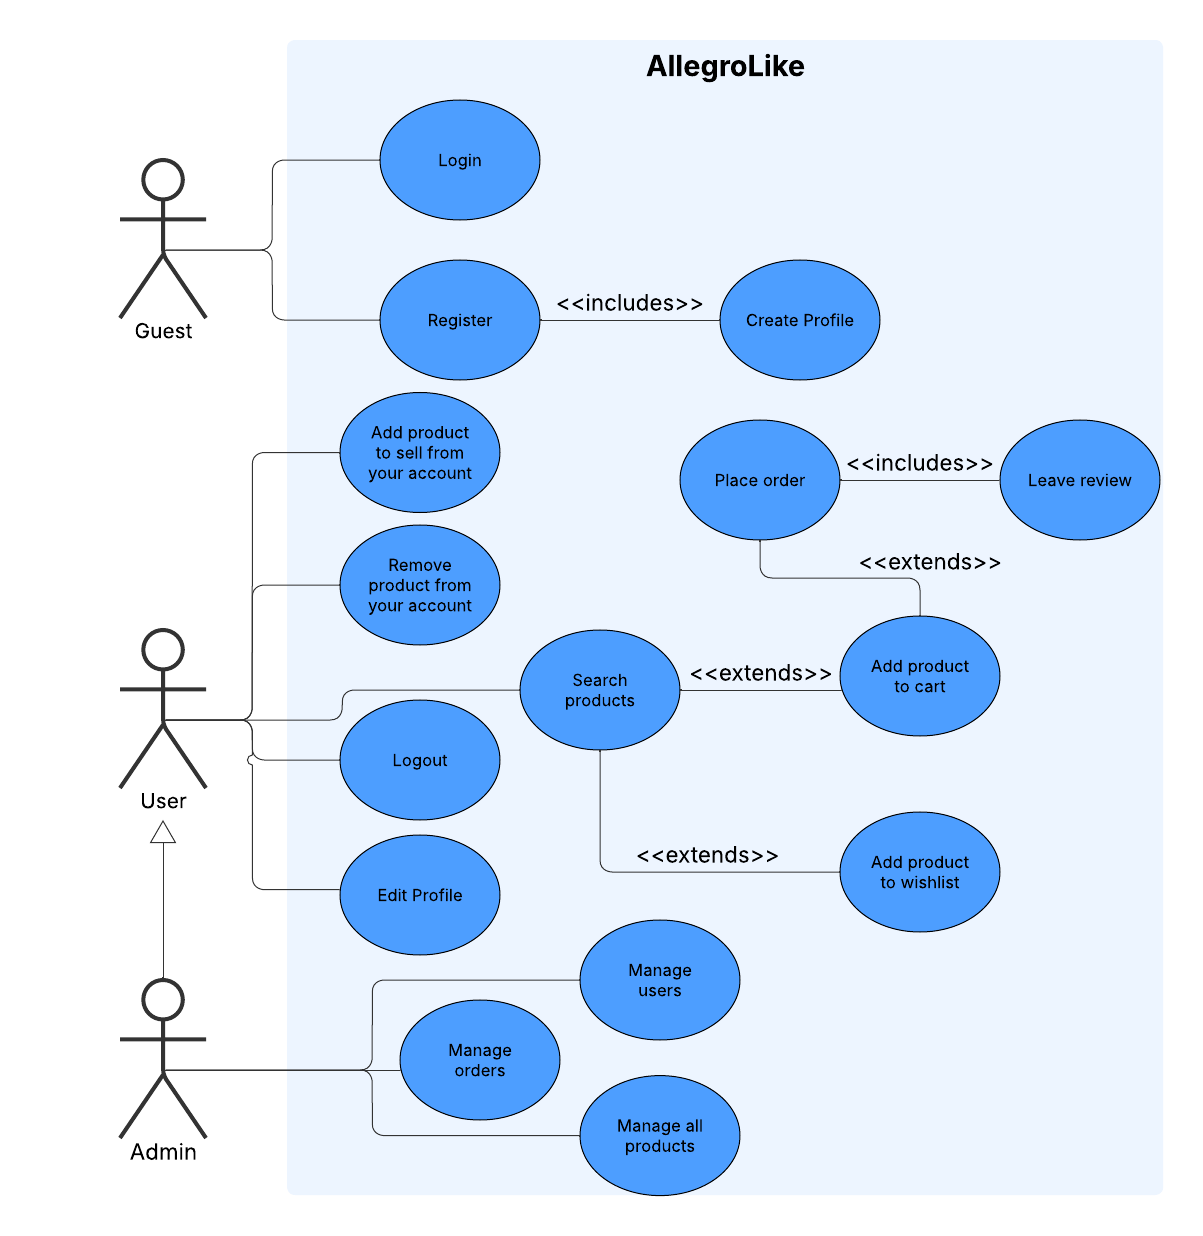 AllegroLike
Login
Guest
Register
<<includes>>
Create Profile
Add product
to sell from
your account
Place order
<<includes>>
Leave review
Remove
product from
your account
<<extends>>
Search
products
<<extends>>
Add product
to cart
User
Logout
<<extends>>
Add product
to wishlist
Edit Profile
Manage
users
Manage
orders
Admin
Manage all
products